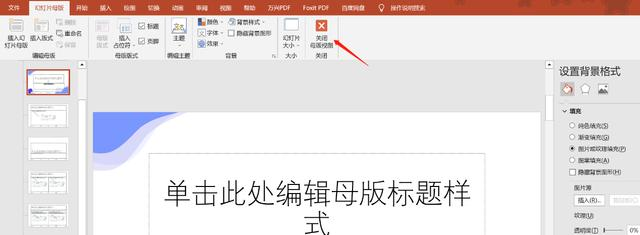 文件 幻灯片母版 开始 插入 切换 动画 审阅 视图 万兴PDF Foxit PDF 百度网盘 操作说明搜索
插入幻灯片母版 插入版式 重命名 保留
母版版式 插入占位符 标题 页脚
主题
颜色 背景样式
字体 隐藏背景图形
效果
幻灯片大小
关闭母版视图
编辑母版 母版版式 编辑主题 背景 大小 关闭
设置背景格式
填充
纯色填充(S)
渐变填充(G)
图片或纹理填充(P)
图案填充(A)
隐藏背景图形(H)
图片源
插入(R)...
纹理(U)
透明度(T) 0%
单击此处编辑母版标题样
式